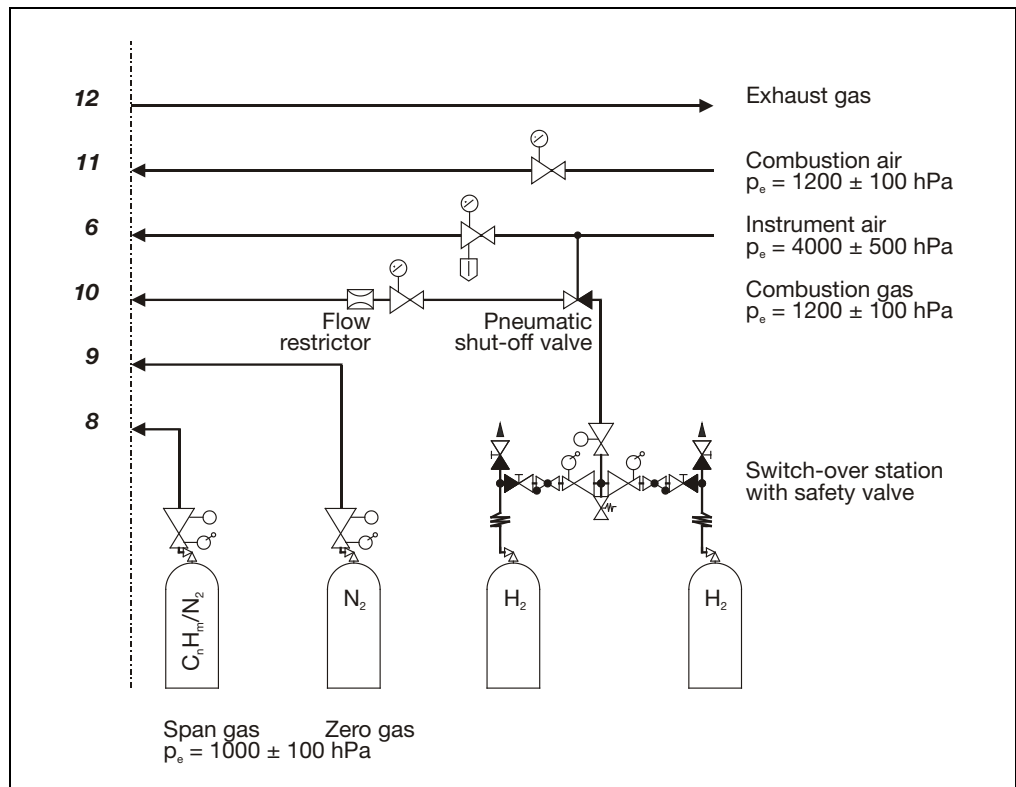 12
Exhaust gas
11
Combustion air
pₑ = 1200 ± 100 hPa
6
Instrument air
pₑ = 4000 ± 500 hPa
10
Combustion gas
pₑ = 1200 ± 100 hPa
Flow
restrictor
Pneumatic
shut-off valve
9
8
Switch-over station
with safety valve
CₙHₘ/N₂
N₂
H₂
H₂
Span gas
Zero gas
pₑ = 1000 ± 100 hPa